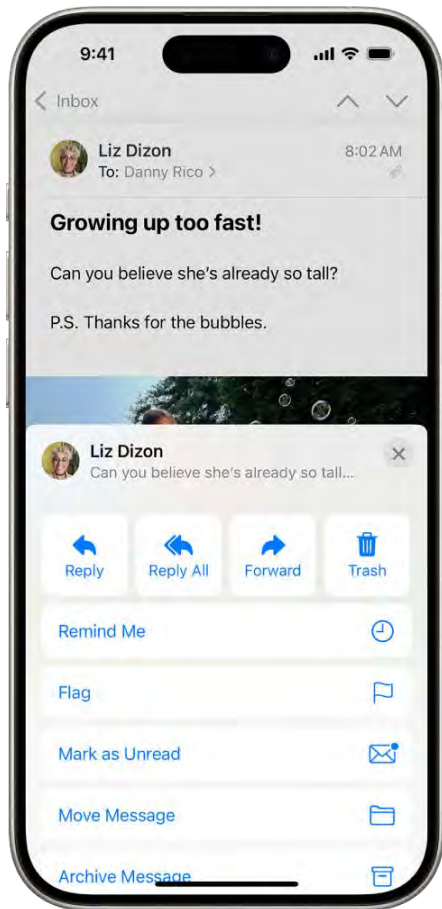 9:41
Inbox
Liz Dizon
8:02 AM
To: Danny Rico >
Growing up too fast!
Can you believe she's already so tall?
P.S. Thanks for the bubbles.
Liz Dizon
Can you believe she's already so tall...
Reply Reply All Forward Trash
Remind Me
Flag
Mark as Unread
Move Message
Archive Message